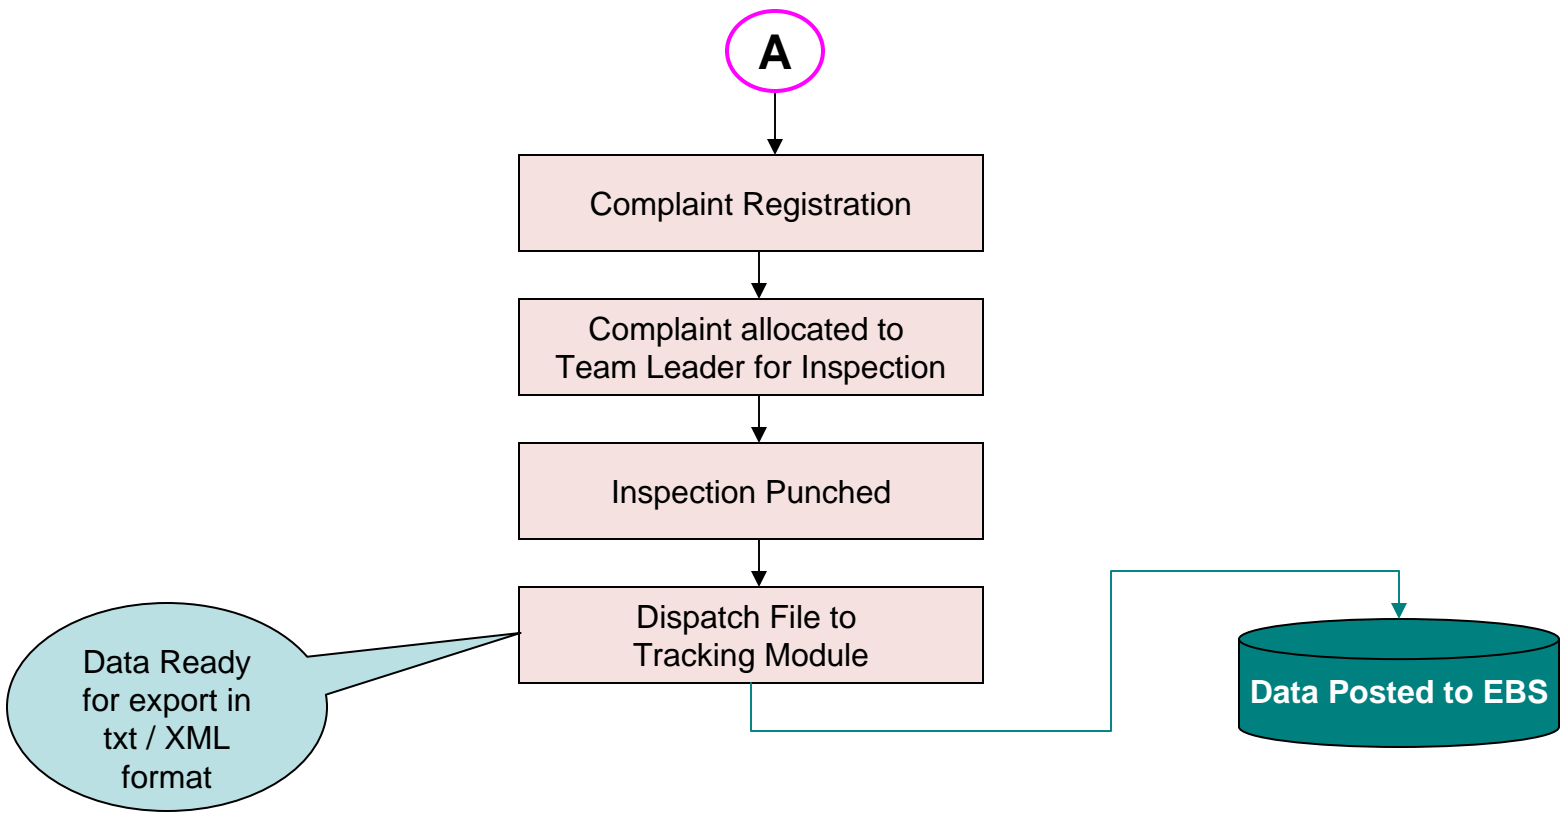 A
Complaint Registration
Complaint allocated to
Team Leader for Inspection
Inspection Punched
Dispatch File to
Tracking Module
Data Ready
for export in
txt / XML
format
Data Posted to EBS